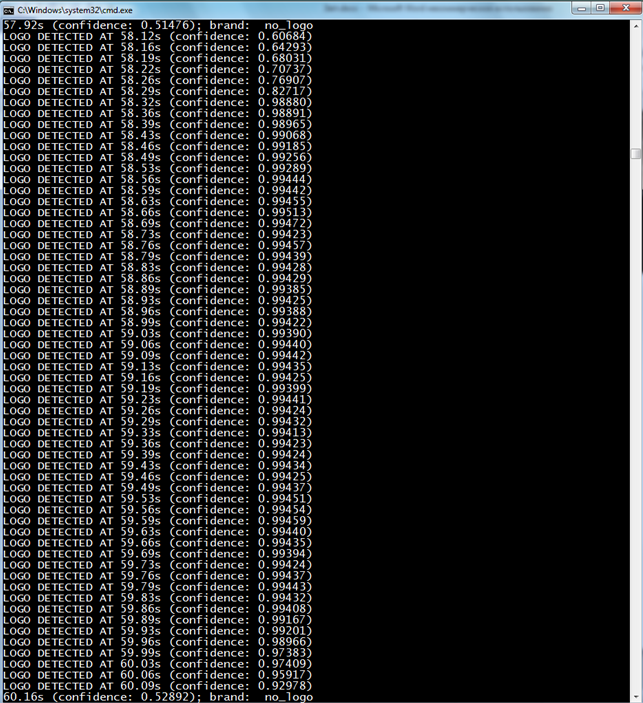 C:\Windows\system32\cmd.exe
57.92s (confidence: 0.51476); brand:  no_logo
LOGO DETECTED AT 58.12s (confidence: 0.60684)
LOGO DETECTED AT 58.16s (confidence: 0.64293)
LOGO DETECTED AT 58.19s (confidence: 0.68031)
LOGO DETECTED AT 58.22s (confidence: 0.70737)
LOGO DETECTED AT 58.26s (confidence: 0.76907)
LOGO DETECTED AT 58.29s (confidence: 0.82717)
LOGO DETECTED AT 58.32s (confidence: 0.98880)
LOGO DETECTED AT 58.36s (confidence: 0.98891)
LOGO DETECTED AT 58.39s (confidence: 0.98965)
LOGO DETECTED AT 58.43s (confidence: 0.99068)
LOGO DETECTED AT 58.46s (confidence: 0.99185)
LOGO DETECTED AT 58.49s (confidence: 0.99256)
LOGO DETECTED AT 58.53s (confidence: 0.99289)
LOGO DETECTED AT 58.56s (confidence: 0.99444)
LOGO DETECTED AT 58.59s (confidence: 0.99442)
LOGO DETECTED AT 58.63s (confidence: 0.99455)
LOGO DETECTED AT 58.66s (confidence: 0.99513)
LOGO DETECTED AT 58.69s (confidence: 0.99472)
LOGO DETECTED AT 58.73s (confidence: 0.99423)
LOGO DETECTED AT 58.76s (confidence: 0.99457)
LOGO DETECTED AT 58.79s (confidence: 0.99439)
LOGO DETECTED AT 58.83s (confidence: 0.99428)
LOGO DETECTED AT 58.86s (confidence: 0.99429)
LOGO DETECTED AT 58.89s (confidence: 0.99385)
LOGO DETECTED AT 58.93s (confidence: 0.99425)
LOGO DETECTED AT 58.96s (confidence: 0.99388)
LOGO DETECTED AT 58.99s (confidence: 0.99422)
LOGO DETECTED AT 59.03s (confidence: 0.99390)
LOGO DETECTED AT 59.06s (confidence: 0.99440)
LOGO DETECTED AT 59.09s (confidence: 0.99442)
LOGO DETECTED AT 59.13s (confidence: 0.99435)
LOGO DETECTED AT 59.16s (confidence: 0.99425)
LOGO DETECTED AT 59.19s (confidence: 0.99399)
LOGO DETECTED AT 59.23s (confidence: 0.99441)
LOGO DETECTED AT 59.26s (confidence: 0.99424)
LOGO DETECTED AT 59.29s (confidence: 0.99432)
LOGO DETECTED AT 59.33s (confidence: 0.99413)
LOGO DETECTED AT 59.36s (confidence: 0.99423)
LOGO DETECTED AT 59.39s (confidence: 0.99424)
LOGO DETECTED AT 59.43s (confidence: 0.99434)
LOGO DETECTED AT 59.46s (confidence: 0.99425)
LOGO DETECTED AT 59.49s (confidence: 0.99437)
LOGO DETECTED AT 59.53s (confidence: 0.99451)
LOGO DETECTED AT 59.56s (confidence: 0.99454)
LOGO DETECTED AT 59.59s (confidence: 0.99459)
LOGO DETECTED AT 59.63s (confidence: 0.99440)
LOGO DETECTED AT 59.66s (confidence: 0.99435)
LOGO DETECTED AT 59.69s (confidence: 0.99394)
LOGO DETECTED AT 59.73s (confidence: 0.99424)
LOGO DETECTED AT 59.76s (confidence: 0.99437)
LOGO DETECTED AT 59.79s (confidence: 0.99443)
LOGO DETECTED AT 59.83s (confidence: 0.99432)
LOGO DETECTED AT 59.86s (confidence: 0.99408)
LOGO DETECTED AT 59.89s (confidence: 0.99167)
LOGO DETECTED AT 59.93s (confidence: 0.99201)
LOGO DETECTED AT 59.96s (confidence: 0.98966)
LOGO DETECTED AT 59.99s (confidence: 0.97383)
LOGO DETECTED AT 60.03s (confidence: 0.97409)
LOGO DETECTED AT 60.06s (confidence: 0.95917)
LOGO DETECTED AT 60.09s (confidence: 0.92978)
60.16s (confidence: 0.52892); brand:  no_logo